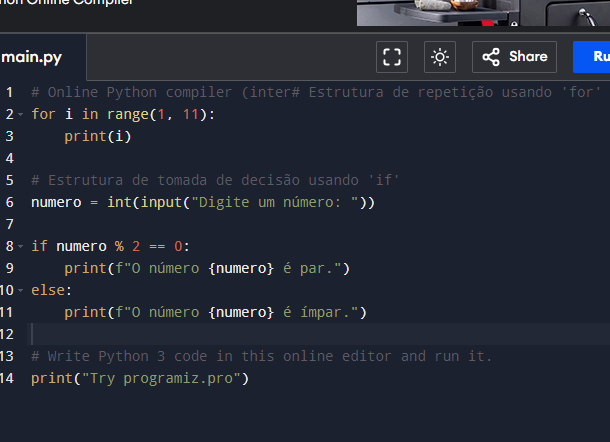 Online Compiler
main.py
Share
1 # Online Python compiler (inter# Estrutura de repetição usando 'for'
2 for i in range(1, 11):
3     print(i)
4
5 # Estrutura de tomada de decisão usando 'if'
6 numero = int(input("Digite um número: "))
7
8 if numero % 2 == 0:
9     print(f"O número {numero} é par.")
10 else:
11     print(f"O número {numero} é ímpar.")
12
13 # Write Python 3 code in this online editor and run it.
14 print("Try programiz.pro")